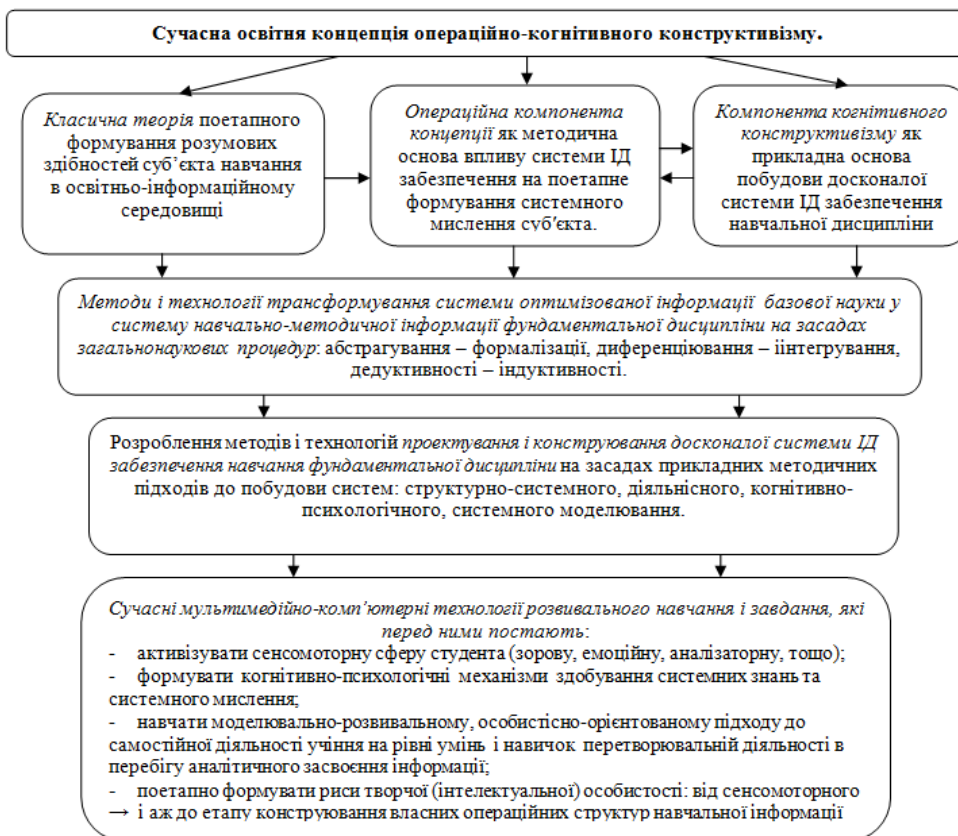 Сучасна освітня концепція операційно-когнітивного конструктивізму.
Класична теорія поетапного
формування розумових
здібностей суб’єкта навчання
в освітньо-інформаційному
середовищі
Операційна компонента
концепції як методична
основа впливу системи ІД
забезпечення на поетапне
формування системного
мислення суб'єкта.
Компонента когнітивного
конструктивізму як
прикладна основа
побудови досконалої
системи ІД забезпечення
навчальної дисципліни
Методи і технології трансформування системи оптимізованої інформації базової науки у
систему навчально-методичної інформації фундаментальної дисципліни на засадах
загальнонаукових процедур: абстрагування – формалізації, диференціювання – іінтегрування,
дедуктивності – індуктивності.
Розроблення методів і технологій проектування і конструювання досконалої системи ІД
забезпечення навчання фундаментальної дисципліни на засадах прикладних методичних
підходів до побудови систем: структурно-системного, діяльнісного, когнітивно-
психологічного, системного моделювання.
Сучасні мультимедійно-комп’ютерні технології розвивального навчання і завдання, які
перед ними постають:
- активізувати сенсомоторну сферу студента (зорову, емоційну, аналізаторну, тощо);
- формувати когнітивно-психологічні механізми здобування системних знань та
системного мислення;
- навчати моделювально-розвивальному, особистісно-орієнтованому підходу до
самостійної діяльності учіння на рівні умінь і навичок перетворювальній діяльності в
перебігу аналітичного засвоєння інформації;
- поетапно формувати риси творчої (інтелектуальної) особистості: від сенсомоторного
→ і аж до етапу конструювання власних операційних структур навчальної інформації